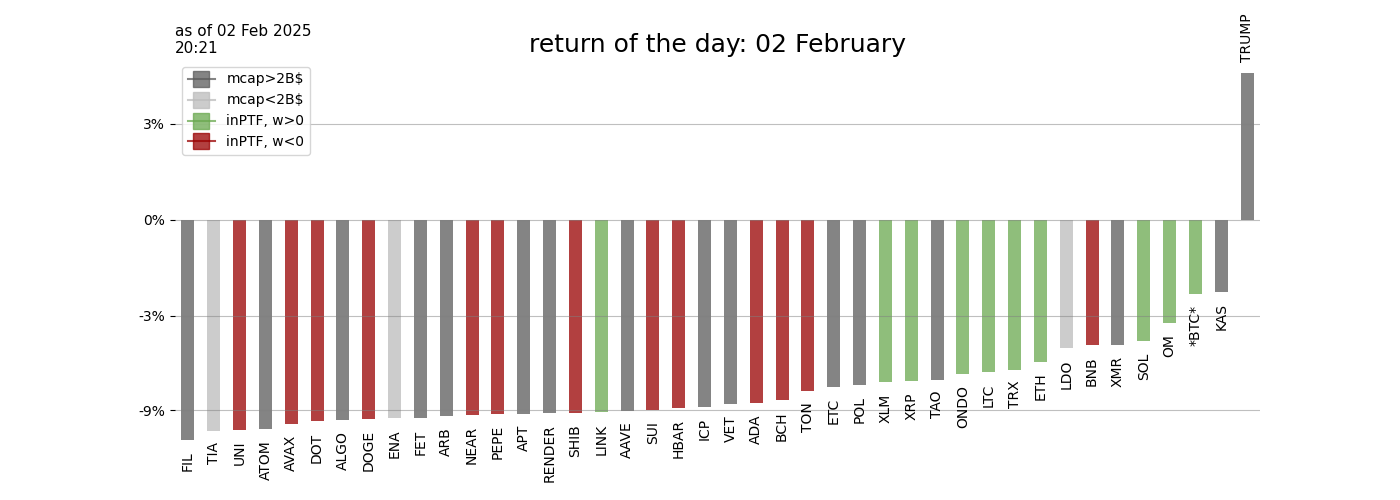 as of 02 Feb 2025
20:21
return of the day: 02 February
mcap>2B$
mcap<2B$
inPTF, w>0
inPTF, w<0
3%
0%
-3%
-9%
FIL
TIA
UNI
ATOM
AVAX
DOT
ALGO
DOGE
ENA
FET
ARB
NEAR
PEPE
APT
RENDER
SHIB
LINK
AAVE
SUI
HBAR
ICP
VET
ADA
BCH
TON
ETC
POL
XLM
XRP
TAO
ONDO
LTC
TRX
ETH
LDO
BNB
XMR
SOL
OM
*BTC*
KAS
TRUMP